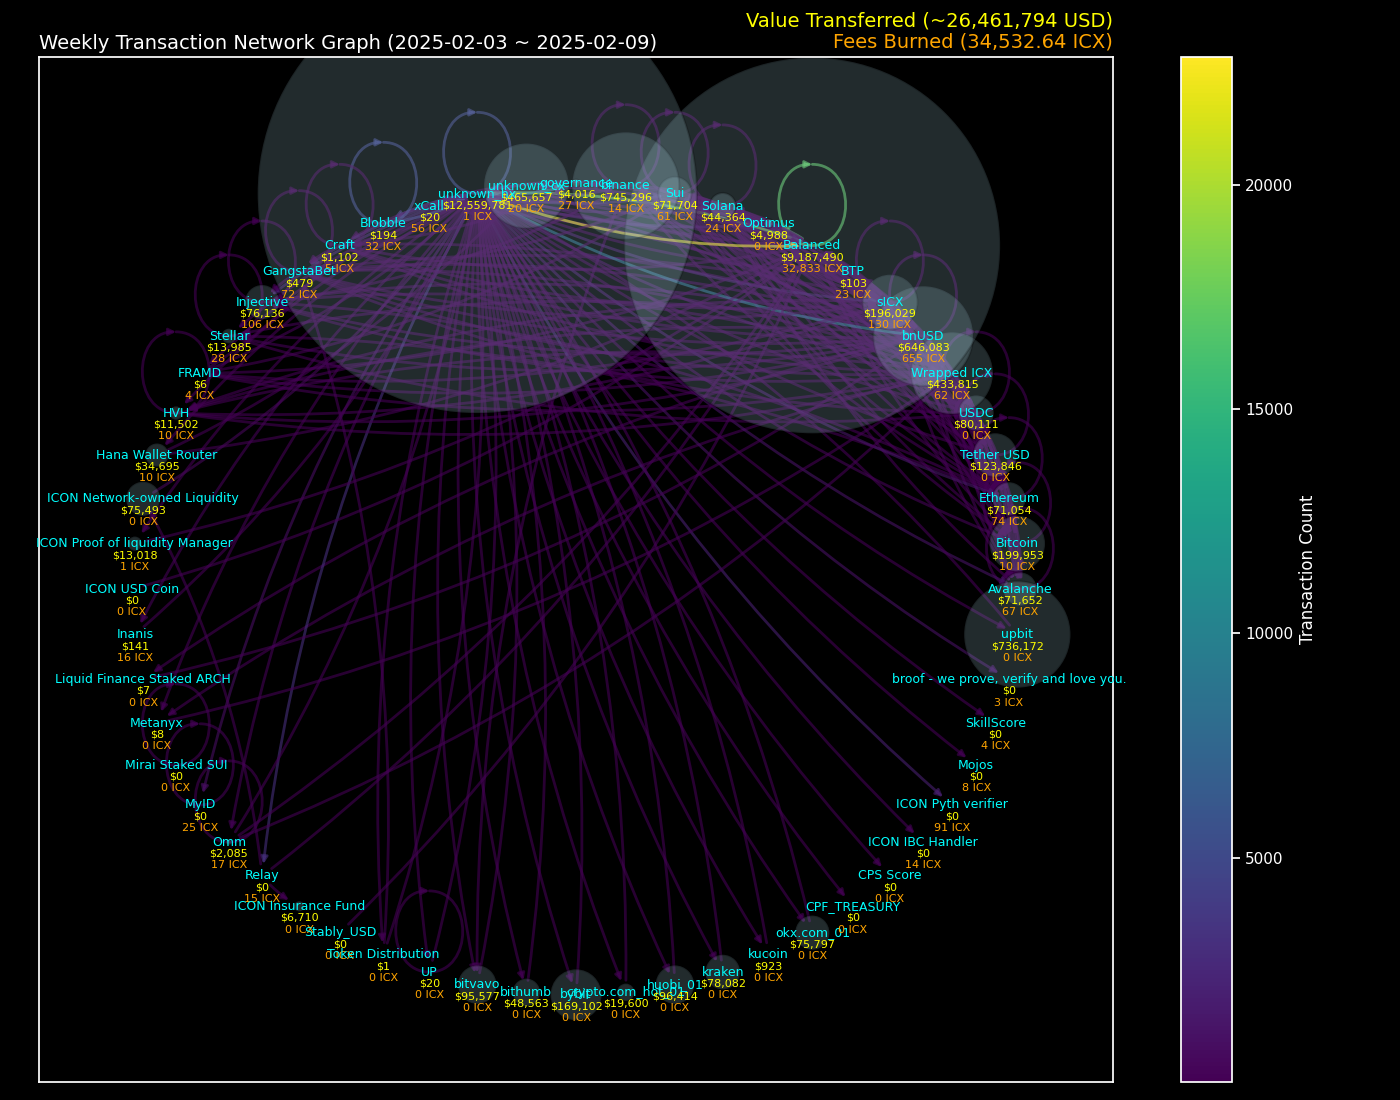 Value Transferred (~26,461,794 USD)
Weekly Transaction Network Graph (2025-02-03 ~ 2025-02-09)
Fees Burned (34,532.64 ICX)
governance
$4,016
27 ICX
binance
$745,296
14 ICX
Sui
$71,704
61 ICX
$465,657
$12,559,781
1 ICX
xCall
$20
56 ICX
Solana
$44,364
24 ICX
Blobble
$194
32 ICX
Optimus
$4,988
0 ICX
Craft
$1,102
5 ICX
Balanced
$9,187,490
32,833 ICX
GangstaBet
$479
72 ICX
BTP
$103
23 ICX
Injective
$76,136
106 ICX
sICX
$196,029
130 ICX
Stellar
$13,985
28 ICX
bnUSD
$646,083
655 ICX
FRAMD
$6
4 ICX
Wrapped ICX
$433,815
62 ICX
HVH
$11,502
10 ICX
USDC
$80,111
0 ICX
Hana Wallet Router
$34,695
10 ICX
Tether USD
$123,846
0 ICX
ICON Network-owned Liquidity
$75,493
0 ICX
Ethereum
$71,054
74 ICX
ICON Proof of liquidity Manager
$13,018
1 ICX
Bitcoin
$199,953
10 ICX
ICON USD Coin
$0
0 ICX
Avalanche
$71,652
67 ICX
Inanis
$141
16 ICX
upbit
$736,172
0 ICX
Liquid Finance Staked ARCH
$7
0 ICX
broof - we prove, verify and love you.
$0
3 ICX
Metanyx
$8
0 ICX
SkillScore
$0
4 ICX
Mirai Staked SUI
$0
0 ICX
Mojos
$0
8 ICX
MyID
$0
25 ICX
ICON Pyth verifier
$0
91 ICX
Omm
$2,085
17 ICX
ICON IBC Handler
$0
14 ICX
Relay
$0
15 ICX
CPS Score
$0
0 ICX
ICON Insurance Fund
$6,710
0 ICX
CPF_TREASURY
$0
0 ICX
Stably_USD
$0
0 ICX
okx.com_01
$75,797
0 ICX
Token Distribution
$1
0 ICX
kucoin
$923
0 ICX
UP
$20
0 ICX
kraken
$78,082
0 ICX
bitvavo
$95,577
0 ICX
huobi_01
$96,414
0 ICX
bithumb
$48,563
0 ICX
bybit
$169,102
0 ICX
$19,600
0 ICX
20000
15000
10000
5000
Transaction Count